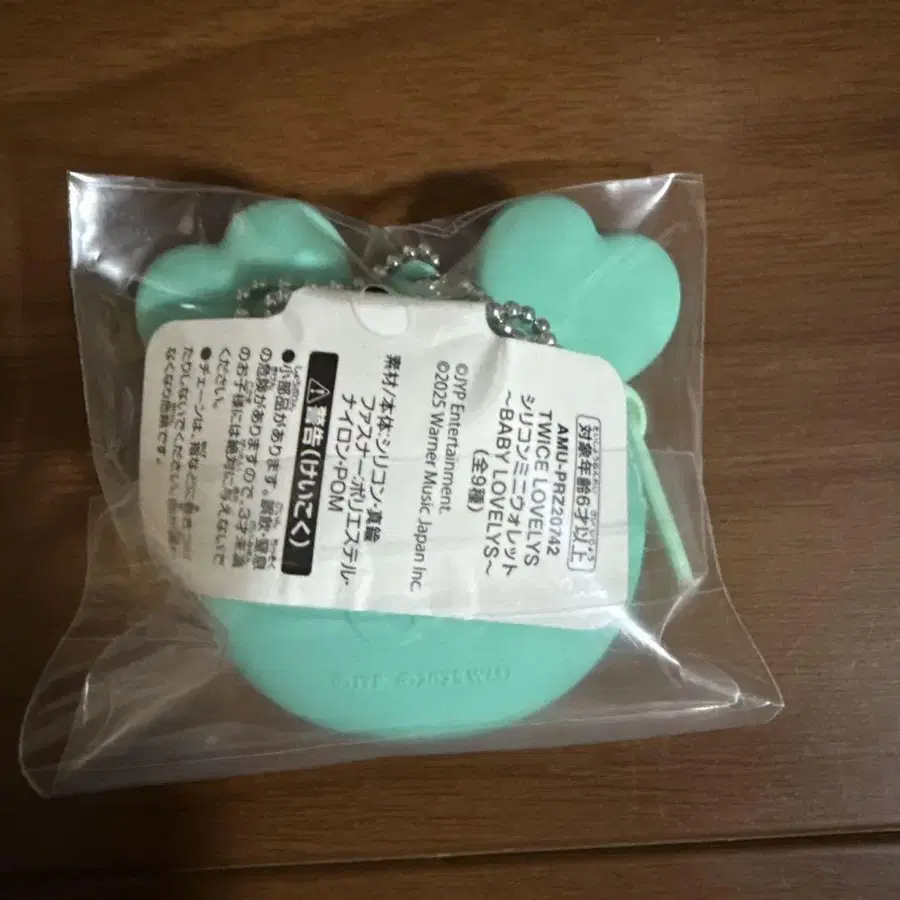 対象年齢6才以上
AMU-PRZ20742
TWICE LOVELYS
シリコンミニウォレット
～BABY LOVELYS～
(全9種)
©JYP Entertainment.
©2025 Warner Music Japan Inc.
素材/本体:シリコン・真鍮
ファスナー:ポリエステル・
ナイロン・POM
警告(けいこく)
●小部品があります。誤飲・窒息
の危険がありますので、3才未満
のお子様には絶対に与えないで
ください。
●チェーンは、指などに巻きつけ
たりしないでください。
なくなり危険です。